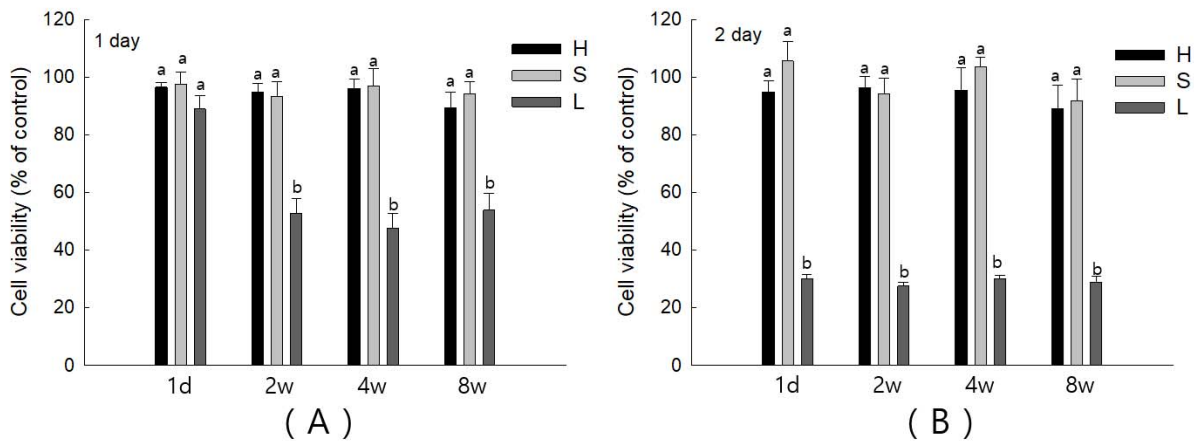 Cell viability (% of control)
120
100
80
60
40
20
0
1 day
H
S
L
a a a
a a b
a a b
a a b
1d 2w 4w 8w
( A )
Cell viability (% of control)
120
100
80
60
40
20
0
2 day
H
S
L
a a b
a a b
a a b
a a b
1d 2w 4w 8w
( B )